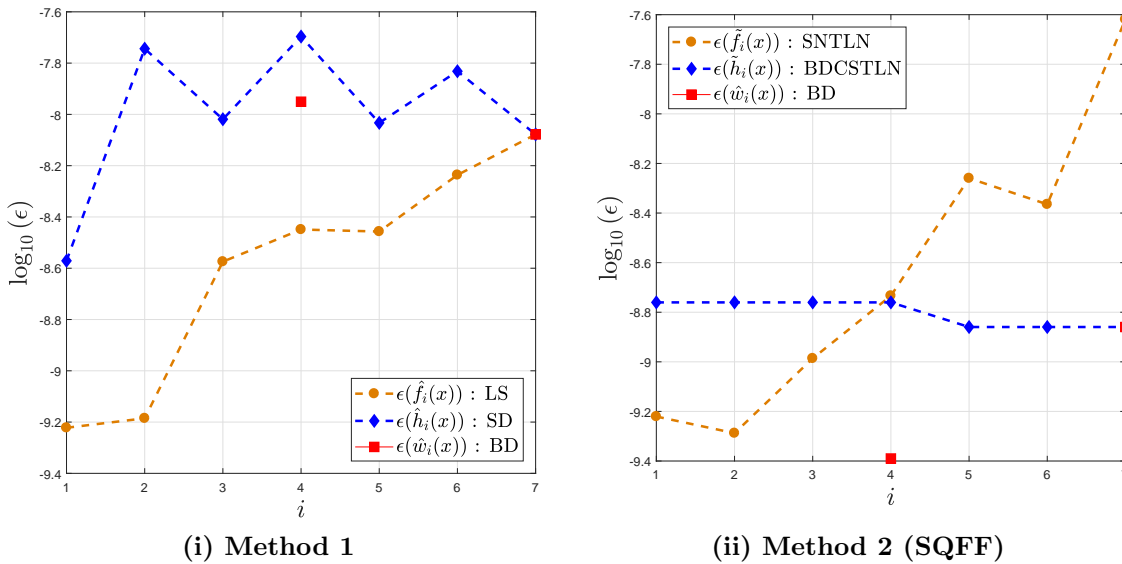 -7.6
-7.8
-8
-8.2
-8.4
-8.6
-8.8
-9
-9.2
-9.4
log₁₀(ϵ)
1 2 3 4 5 6 7
i
ϵ(f̂ᵢ(x)) : LS
ϵ(ĥᵢ(x)) : SD
ϵ(ŵᵢ(x)) : BD
(i) Method 1
-7.6
-7.8
-8
-8.2
-8.4
-8.6
-8.8
-9
-9.2
-9.4
log₁₀(ϵ)
ϵ(f̃ᵢ(x)) : SNTLN
ϵ(h̃ᵢ(x)) : BDCSTLN
ϵ(ŵᵢ(x)) : BD
1 2 3 4 5 6 7
i
(ii) Method 2 (SQFF)